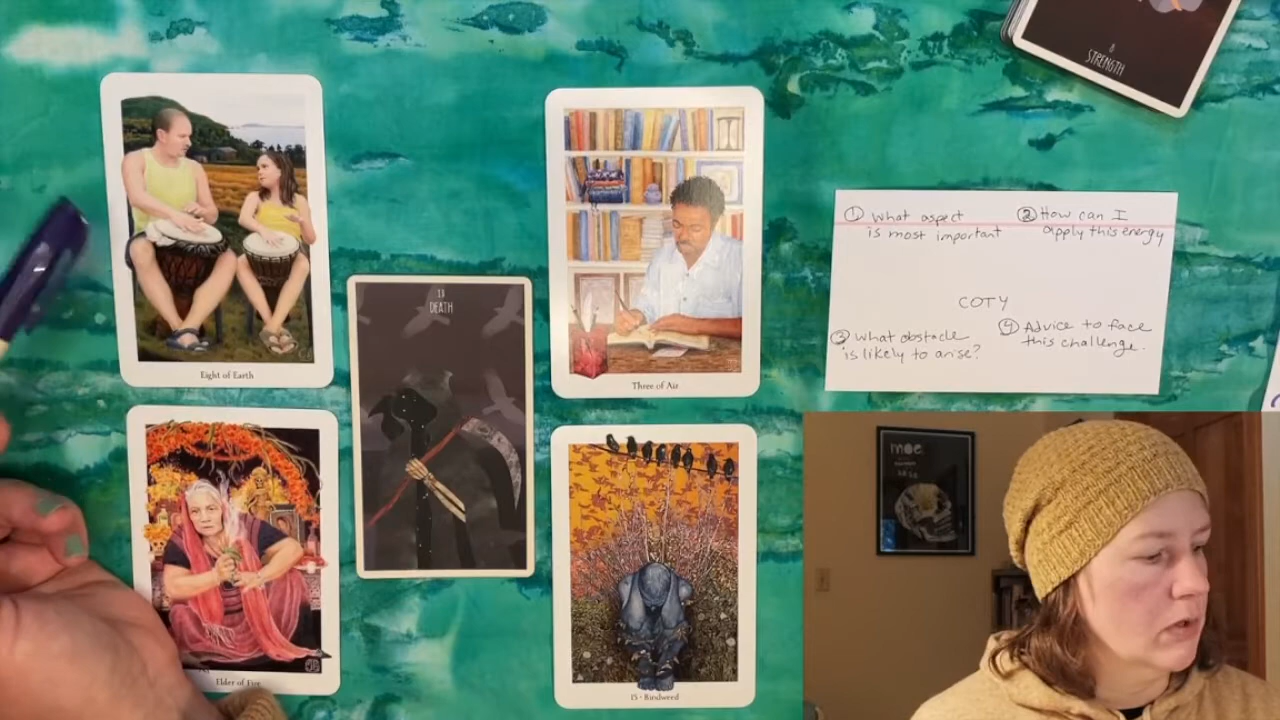 8
STRENGTH
Eight of Earth
13
DEATH
Three of Air
① What aspect
is most important
② How can I
apply this energy
COTY
③ What obstacle
is likely to arise?
④ Advice to face
this challenge.
Elder of Fire
15 • Bindweed
moe.